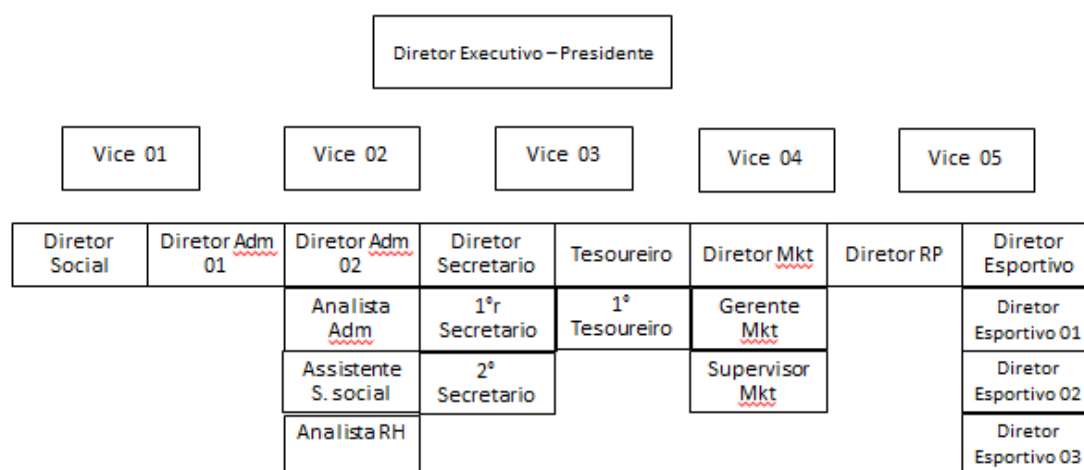 Diretor Executivo – Presidente
Vice 01
Vice 02
Vice 03
Vice 04
Vice 05
Diretor
Social
Diretor Adm
01
Diretor Adm
02
Diretor
Secretario
Tesoureiro
Diretor Mkt
Diretor RP
Diretor
Esportivo
Analista
Adm
1°r
Secretario
1°
Tesoureiro
Gerente
Mkt
Diretor
Esportivo 01
Assistente
S. social
2°
Secretario
Supervisor
Mkt
Diretor
Esportivo 02
Analista RH
Diretor
Esportivo 03